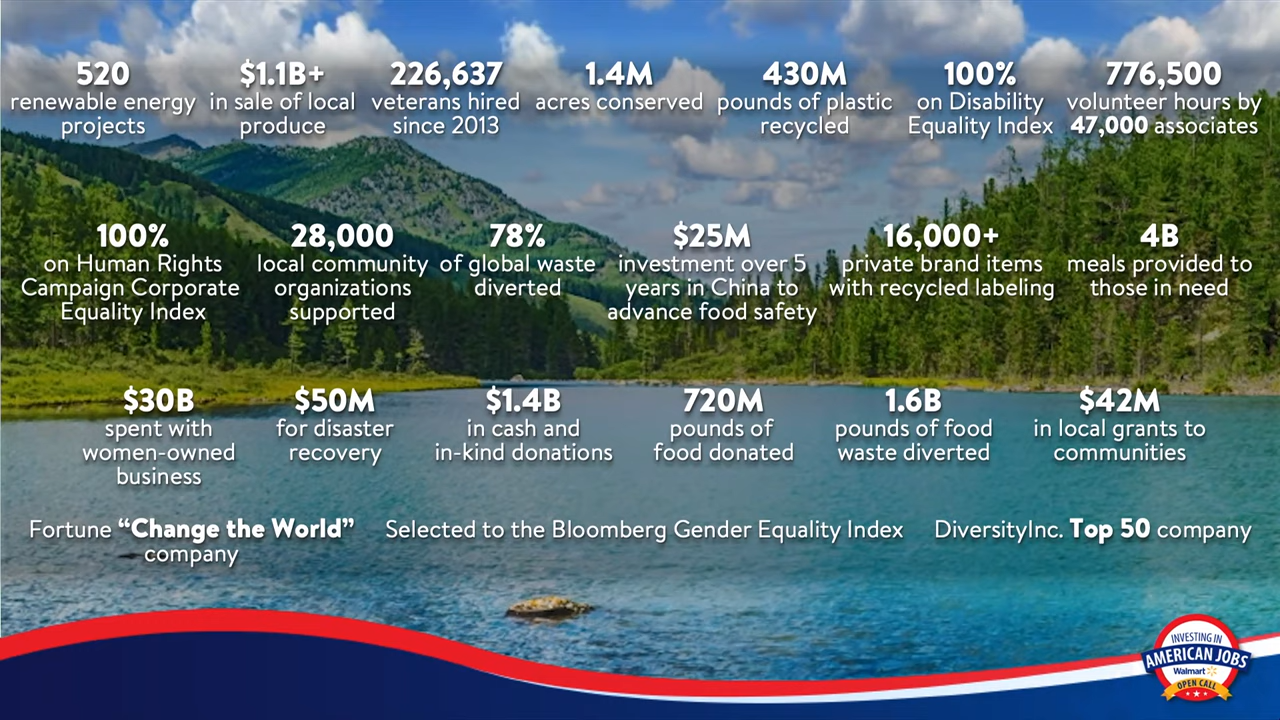 520
renewable energy
projects
$1.1B+
in sale of local
produce
226,637
veterans hired
since 2013
1.4M
acres conserved
430M
pounds of plastic
recycled
100%
on Disability
Equality Index
776,500
volunteer hours by
47,000 associates
100%
on Human Rights
Campaign Corporate
Equality Index
28,000
local community
organizations
supported
78%
of global waste
diverted
$25M
investment over 5
years in China to
advance food safety
16,000+
private brand items
with recycled labeling
4B
meals provided to
those in need
$30B
spent with
women-owned
business
$50M
for disaster
recovery
$1.4B
in cash and
in-kind donations
720M
pounds of
food donated
1.6B
pounds of food
waste diverted
$42M
in local grants to
communities
Fortune “Change the World”
company
Selected to the Bloomberg Gender Equality Index
DiversityInc. Top 50 company
INVESTING IN
AMERICAN JOBS
Walmart
OPEN CALL